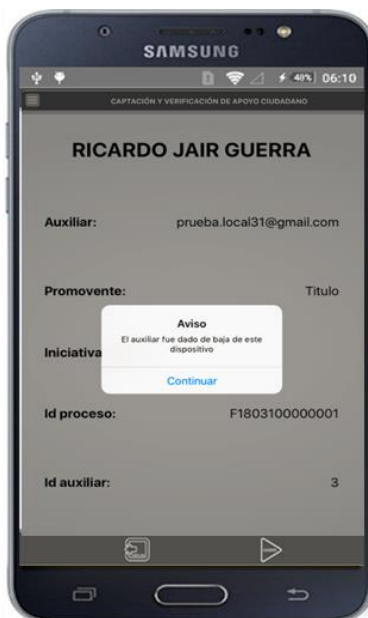 SAMSUNG
48% 06:10
CAPTACIÓN Y VERIFICACIÓN DE APOYO CIUDADANO
RICARDO JAIR GUERRA
Auxiliar: prueba.local31@gmail.com
Promovente: Titulo
Aviso
El auxiliar fue dado de baja de este
dispositivo
Iniciativa
Continuar
Id proceso: F1803100000001
Id auxiliar: 3